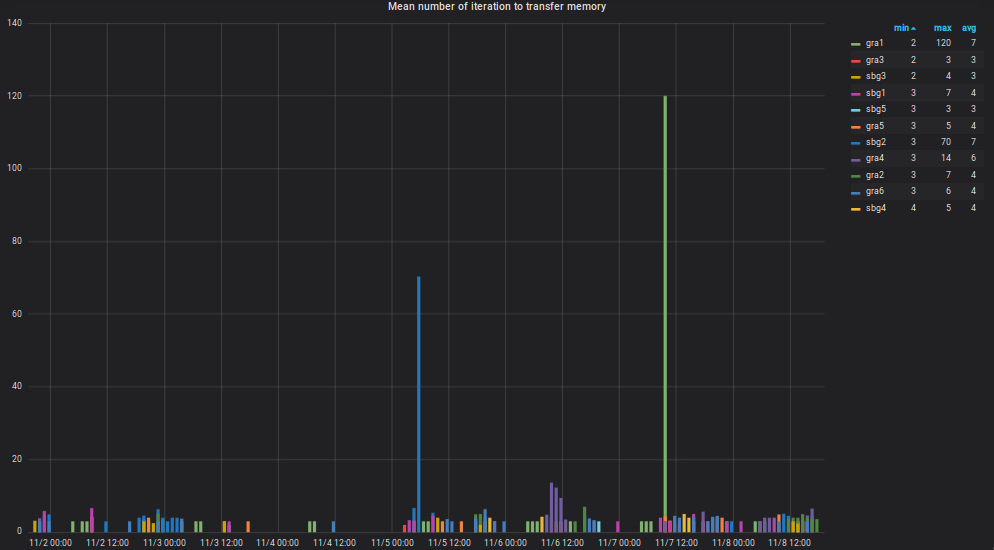 Mean number of iteration to transfer memory
140
120
100
80
60
40
20
0
11/2 00:00 11/2 12:00 11/3 00:00 11/3 12:00 11/4 00:00 11/4 12:00 11/5 00:00 11/5 12:00 11/6 00:00 11/6 12:00 11/7 00:00 11/7 12:00 11/8 00:00 11/8 12:00
min max avg
gra1 2 120 7
gra3 2 3 3
sbg3 2 4 3
sbg1 3 7 4
sbg5 3 3 3
gra5 3 5 4
sbg2 3 70 7
gra4 3 14 6
gra2 3 7 4
gra6 3 6 4
sbg4 4 5 4